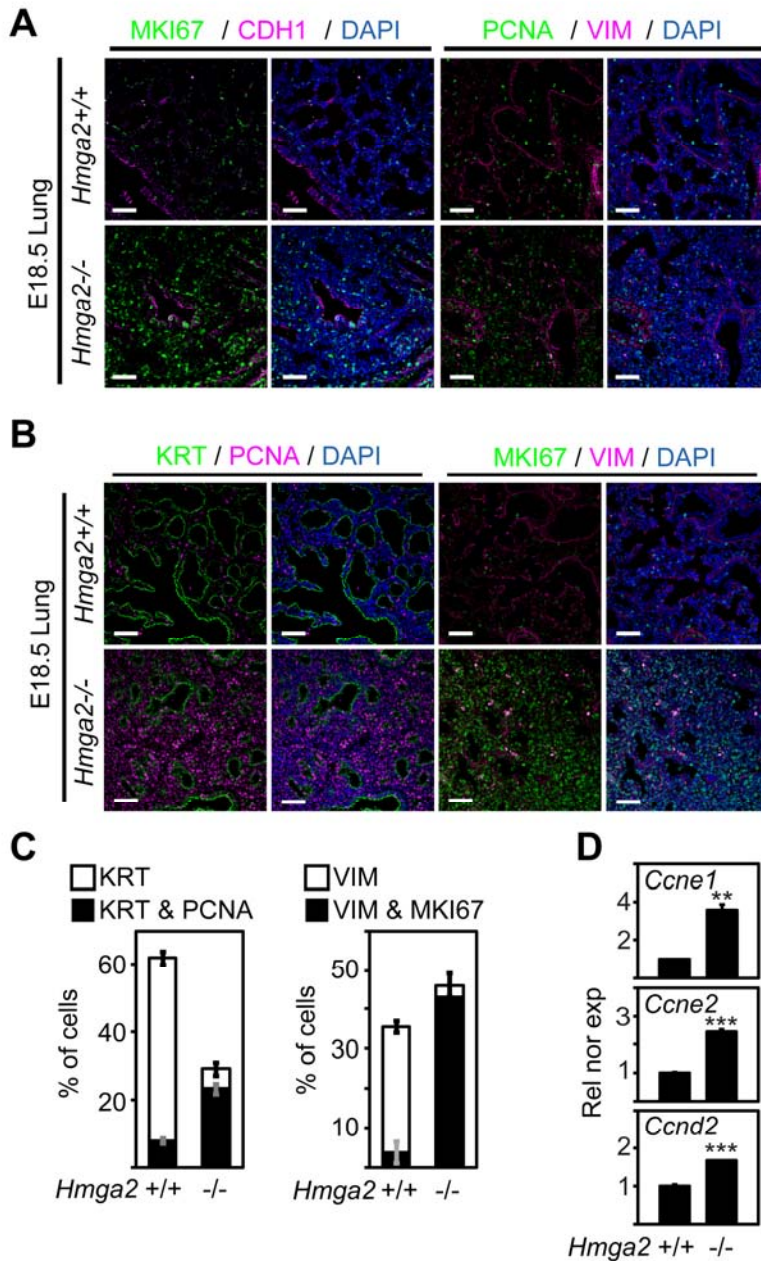 A
MKI67 / CDH1 / DAPI
PCNA / VIM / DAPI
E18.5 Lung
Hmga2+/+
Hmga2-/-
B
KRT / PCNA / DAPI
MKI67 / VIM / DAPI
E18.5 Lung
Hmga2+/+
Hmga2-/-
C
KRT
KRT & PCNA
% of cells
60
40
20
Hmga2 +/+ -/-
VIM
VIM & MKI67
% of cells
50
30
10
+/+ -/-
D
Rel nor exp
Ccne1
**
4
2
Ccne2
***
3
1
Ccnd2
***
2
1
Hmga2 +/+ -/-